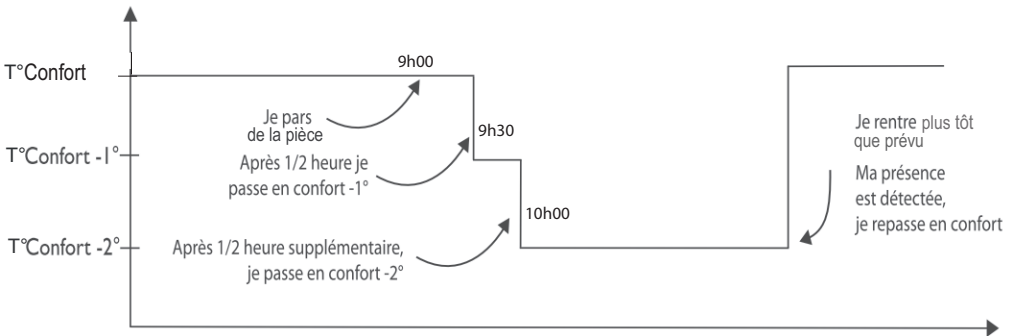 9h00
T°Confort
Je pars
de la pièce
9h30
T°Confort -1°
Après 1/2 heure je
passe en confort -1°
10h00
T°Confort -2°
Après 1/2 heure supplémentaire,
je passe en confort -2°
Je rentre plus tôt
que prévu
Ma présence
est détectée,
je repasse en confort